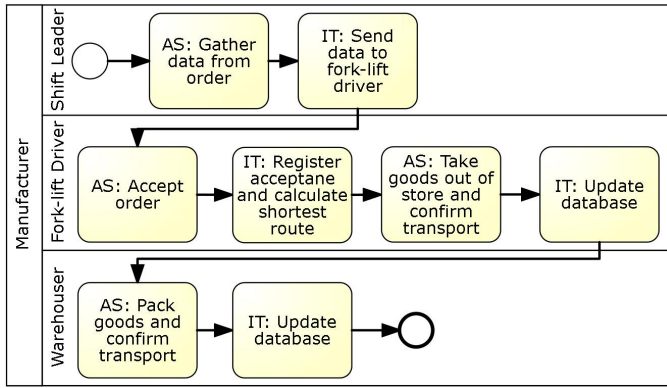 Manufacturer
Shift Leader
AS: Gather
data from
order
IT: Send
data to
fork-lift
driver
Fork-lift Driver
AS: Accept
order
IT: Register
acceptane
and calculate
shortest
route
AS: Take
goods out of
store and
confirm
transport
IT: Update
database
Warehouser
AS: Pack
goods and
confirm
transport
IT: Update
database